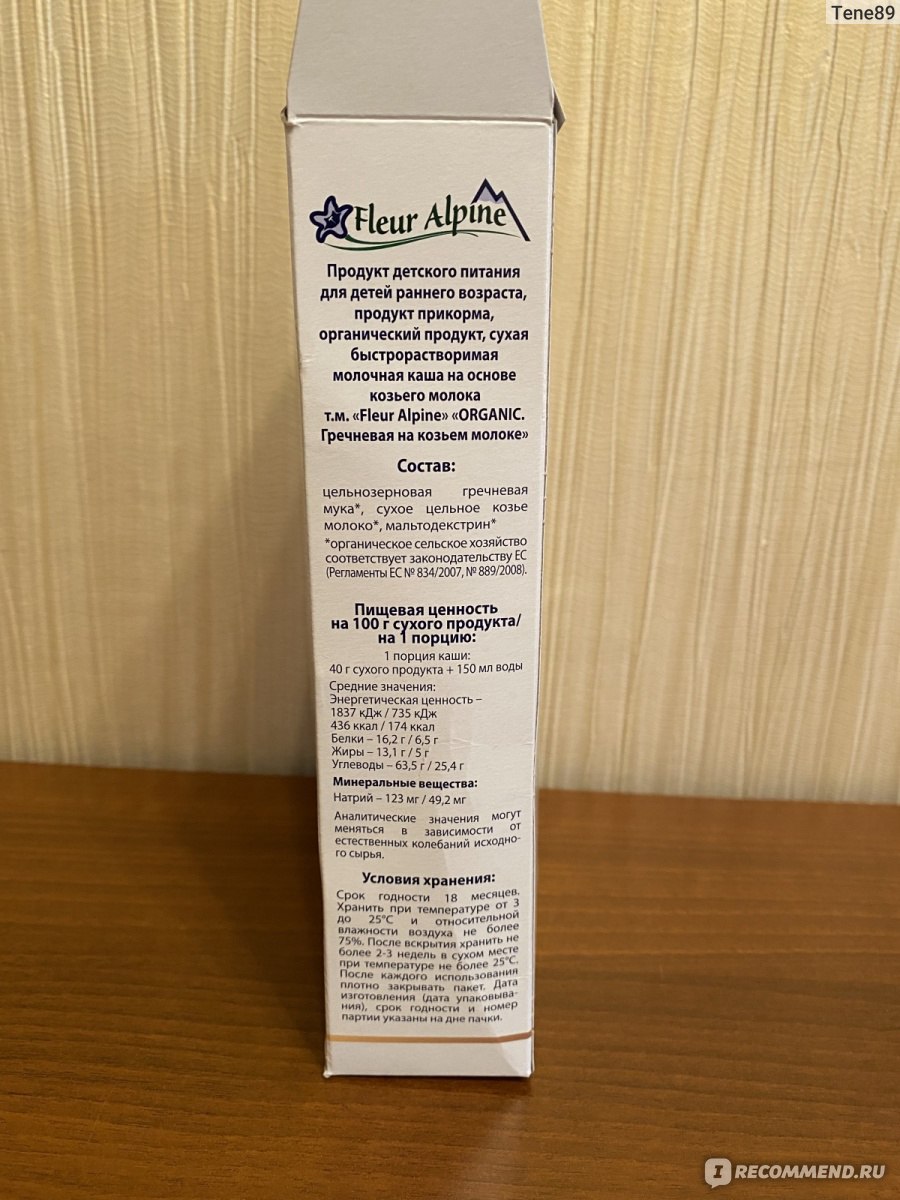 Tene89
Fleur Alpine
Продукт детского питания
для детей раннего возраста,
продукт прикорма,
органический продукт, сухая
быстрорастворимая
молочная каша на основе
козьего молока
т.м. «Fleur Alpine» «ORGANIC.
Гречневая на козьем молоке»
Состав:
цельнозерновая гречневая
мука*, сухое цельное козье
молоко*, мальтодекстрин*
*органическое сельское хозяйство
соответствует законодательству ЕС
(Регламенты ЕС № 834/2007, № 889/2008).
Пищевая ценность
на 100 г сухого продукта/
на 1 порцию:
1 порция каши:
40 г сухого продукта + 150 мл воды
Средние значения:
Энергетическая ценность –
1837 кДж / 735 кДж
436 ккал / 174 ккал
Белки – 16,2 г / 6,5 г
Жиры – 13,1 г / 5 г
Углеводы – 63,5 г / 25,4 г
Минеральные вещества:
Натрий – 123 мг / 49,2 мг
Аналитические значения могут
меняться в зависимости от
естественных колебаний исходно-
го сырья.
Условия хранения:
Срок годности 18 месяцев.
Хранить при температуре от 3
до 25°С и относительной
влажности воздуха не более
75%. После вскрытия хранить не
более 2-3 недель в сухом месте
при температуре не более 25°С.
После каждого использования
плотно закрывать пакет. Дата
изготовления (дата упаковыва-
ния), срок годности и номер
партии указаны на дне пачки.
I RECOMMEND.RU